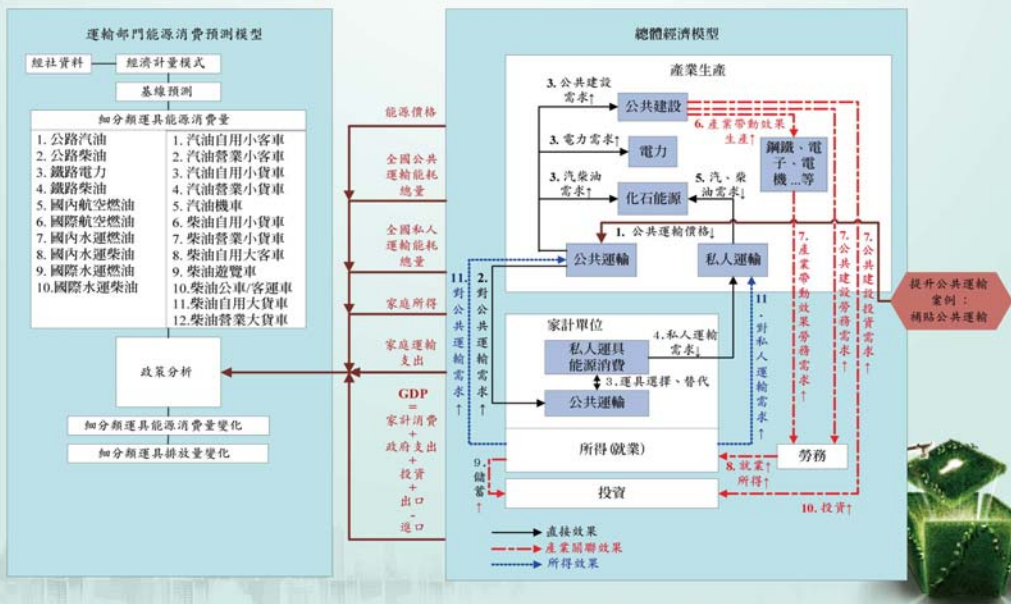 運輸部門能源消費預測模型
經社資料
經濟計量模式
基線預測
細分類運具能源消費量
1. 公路汽油
2. 公路柴油
3. 鐵路電力
4. 鐵路柴油
5. 國內航空燃油
6. 國際航空燃油
7. 國內水運燃油
8. 國內水運柴油
9. 國際水運燃油
10.國際水運柴油
1. 汽油自用小客車
2. 汽油營業小客車
3. 汽油自用小貨車
4. 汽油營業小貨車
5. 汽油機車
6. 柴油自用小貨車
7. 柴油營業小貨車
8. 柴油自用大客車
9. 柴油遊覽車
10.柴油公車/客運車
11.柴油自用大貨車
12.柴油營業大貨車
政策分析
細分類運具能源消費量變化
細分類運具排放量變化
能源價格
全國公共
運輸能耗
總量
全國私人
運輸能耗
總量
家庭所得
家庭運輸
支出
GDP
=
家計消費
+
政府支出
+
投資
+
出口
-
進口
總體經濟模型
產業生產
3. 公共建設
需求↑
公共建設
6. 產業帶動效果
生產↑
3. 電力需求↑
電力
鋼鐵、電
子、電
機 ...等
3. 汽柴油
需求↑
化石能源
5. 汽、柴
油需求↓
1. 公共運輸價格↓
公共運輸
私人運輸
11.對公共運輸需求↑
2.對公共運輸需求↑
11.對私人運輸需求↑
7.產業帶動效果勞務需求↑
7.公共建設勞務需求↑
7.公共建設投資需求↑
提升公共運輸
案例：
補貼公共運輸
家計單位
私人運具
能源消費
4.私人運輸
需求↓
3.運具選擇、替代
公共運輸
所得(就業)
8. 就業↑
所得↑
勞務
9.儲蓄↑
投資
10. 投資↑
直接效果
產業關聯效果
所得效果